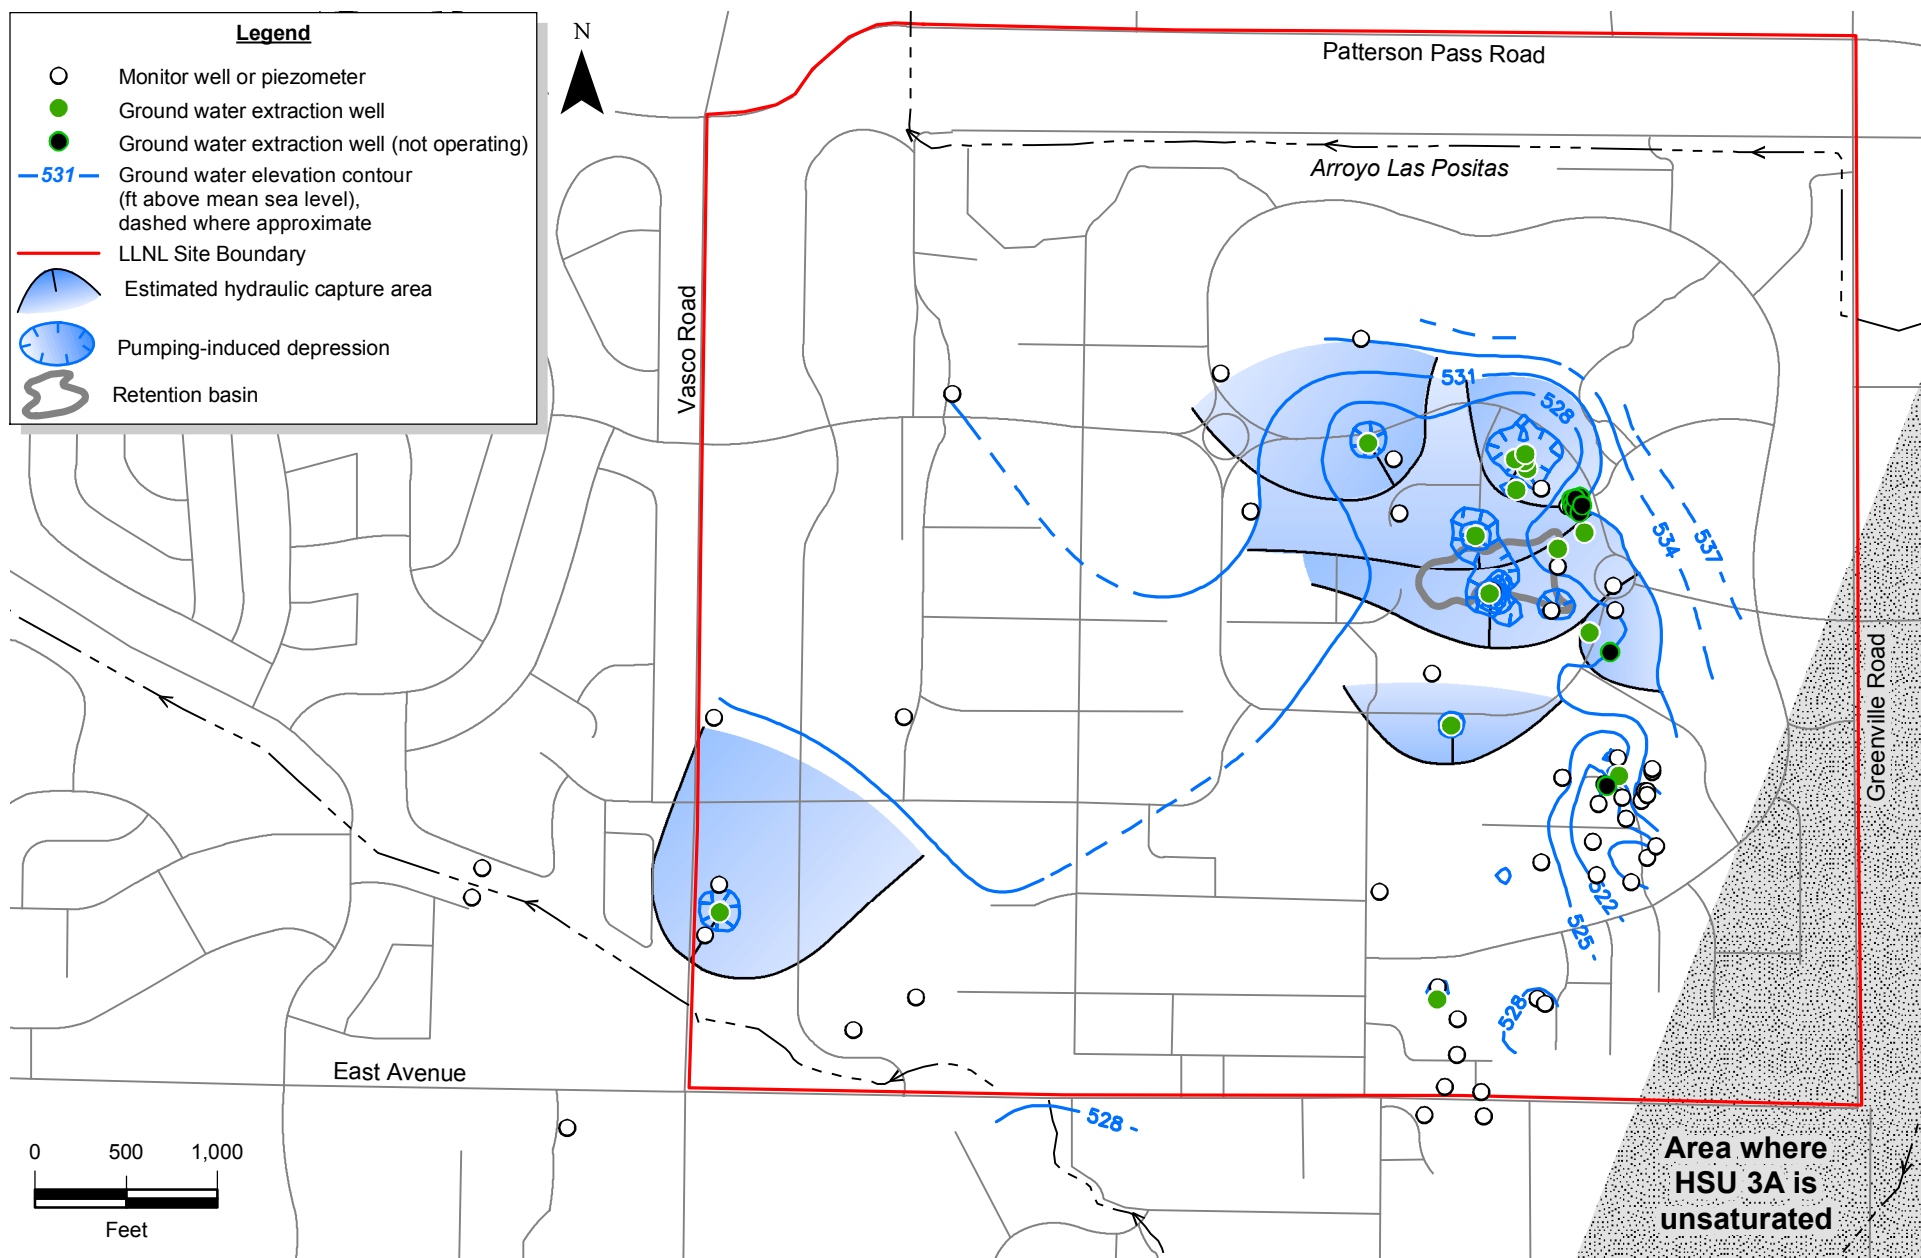 Legend
Monitor well or piezometer
Ground water extraction well
Ground water extraction well (not operating)
531
Ground water elevation contour
(ft above mean sea level),
dashed where approximate
LLNL Site Boundary
Estimated hydraulic capture area
Pumping-induced depression
Retention basin
N
Patterson Pass Road
Arroyo Las Positas
Vasco Road
531
528
534
537
Greenville Road
522
525
528
East Avenue
528
0 500 1,000
Feet
Area where
HSU 3A is
unsaturated